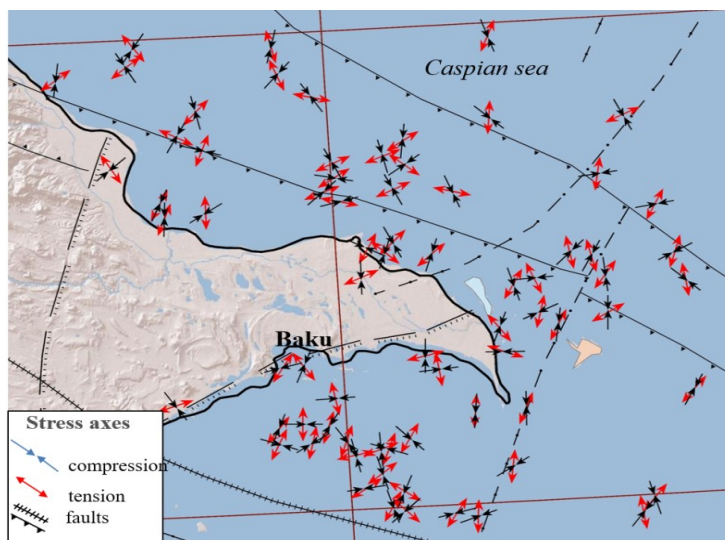 Caspian sea
Baku
Stress axes
compression
tension
faults